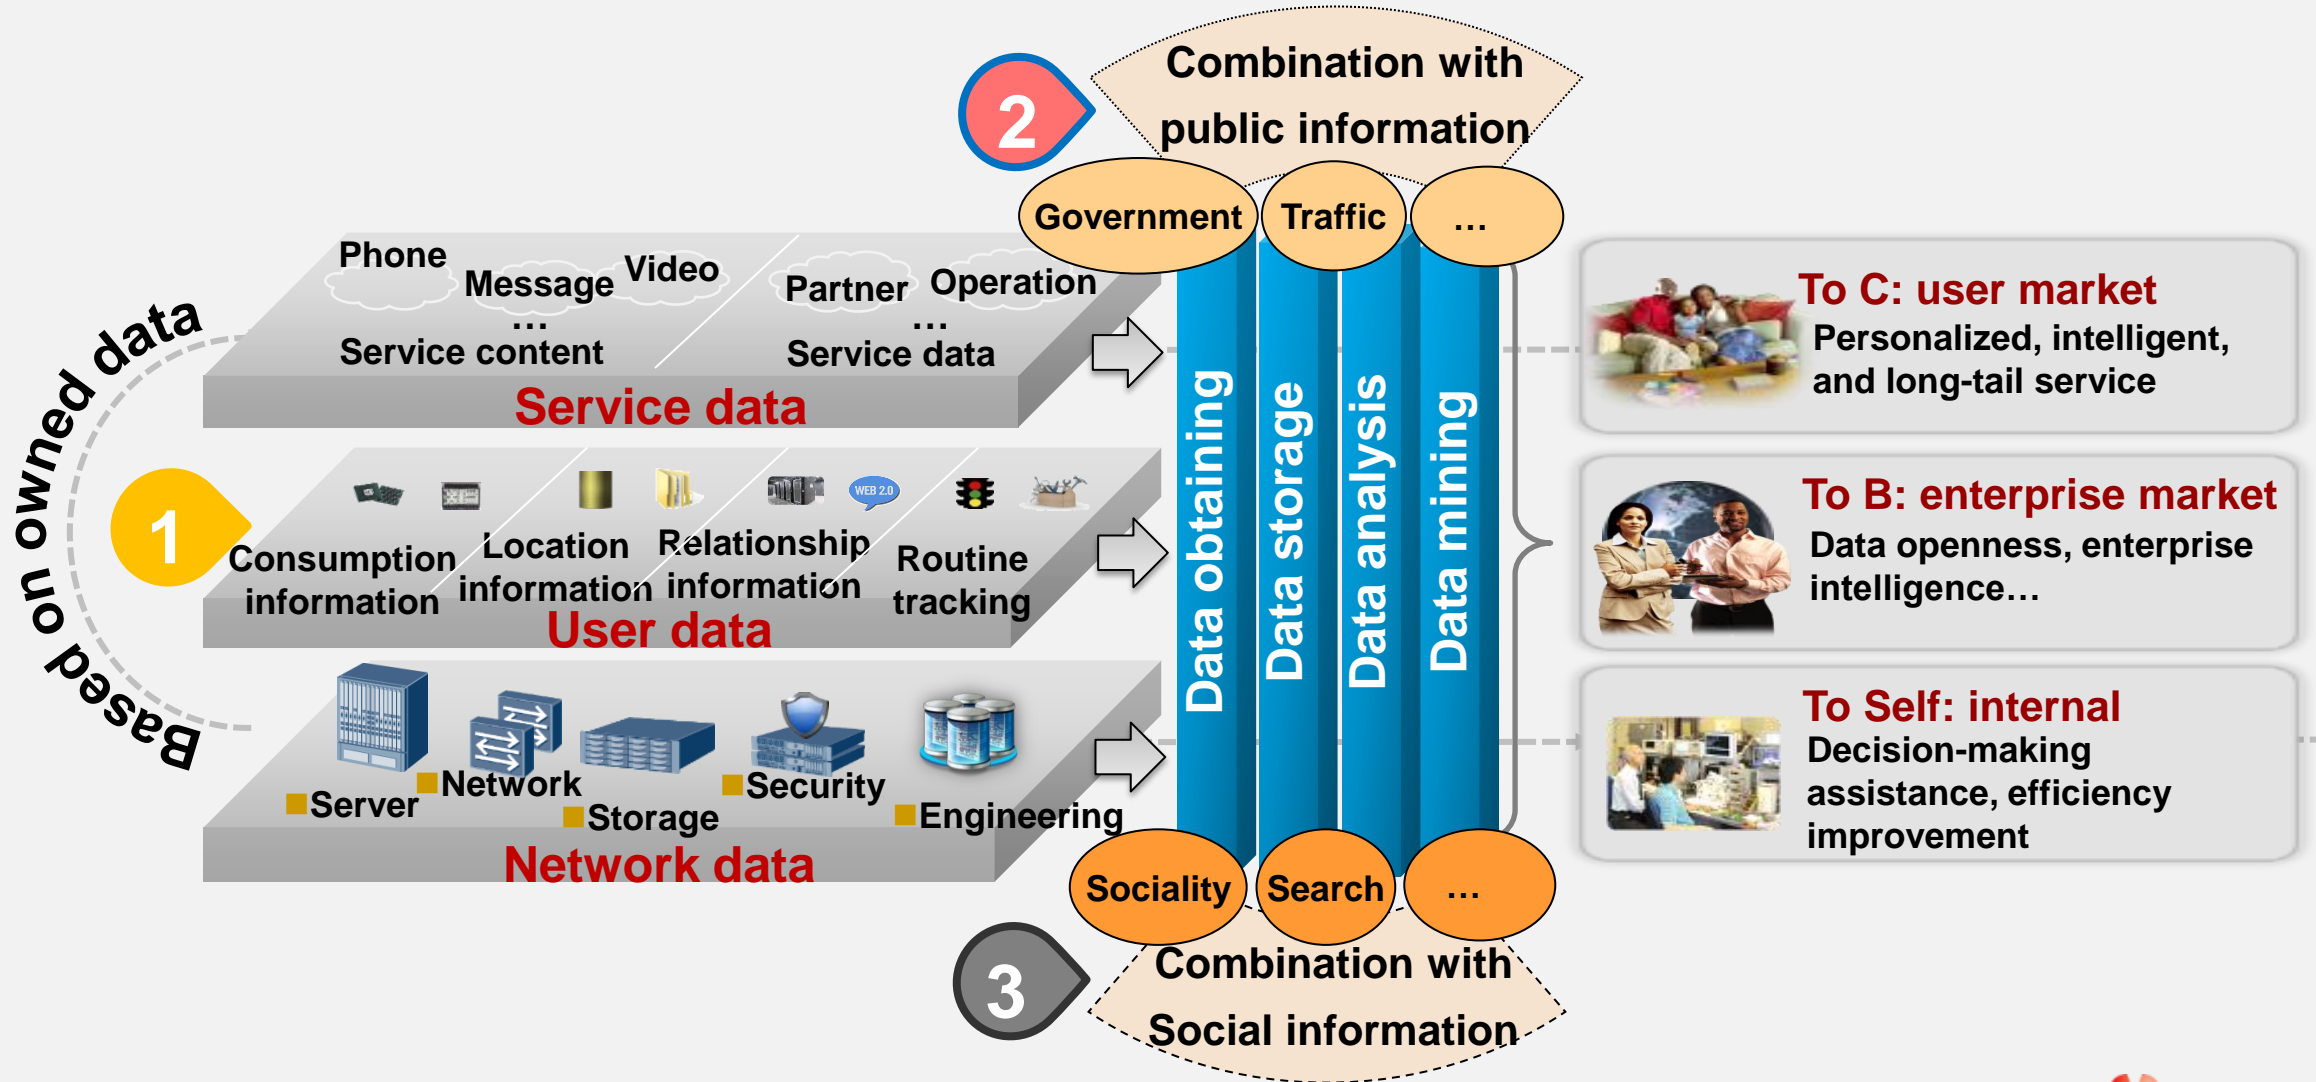 Based on owned data
1
Phone
Message
Video
…
Service content
Partner
Operation
…
Service data
Service data
WEB 2.0
Consumption
information
Location
information
Relationship
information
Routine
tracking
User data
Server
Network
Storage
Security
Engineering
Network data
2
Combination with
public information
Government
Traffic
…
Data obtaining
Data storage
Data analysis
Data mining
Sociality
Search
…
3
Combination with
Social information
To C: user market
Personalized, intelligent,
and long-tail service
To B: enterprise market
Data openness, enterprise
intelligence…
To Self: internal
Decision-making
assistance, efficiency
improvement